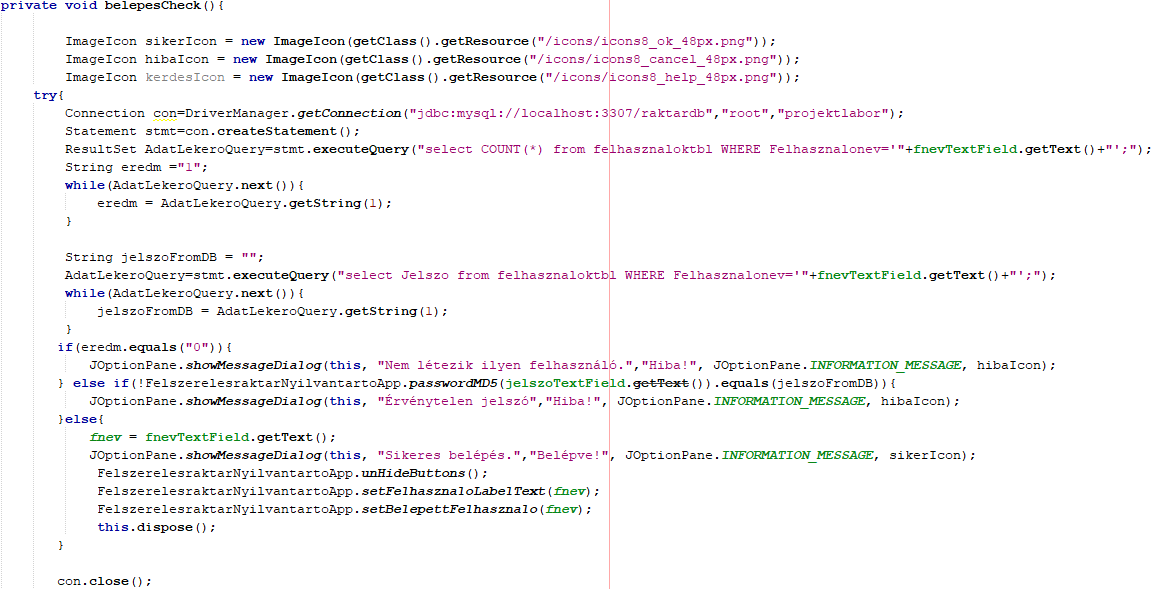 private void belepesCheck(){
ImageIcon sikerIcon = new ImageIcon(getClass().getResource("/icons/icons8_ok_48px.png"));
ImageIcon hibaIcon = new ImageIcon(getClass().getResource("/icons/icons8_cancel_48px.png"));
ImageIcon kerdesIcon = new ImageIcon(getClass().getResource("/icons/icons8_help_48px.png"));
try{
Connection con=DriverManager.getConnection("jdbc:mysql://localhost:3307/raktardb","root","projektlabor");
Statement stmt=con.createStatement();
ResultSet AdatLekeroQuery=stmt.executeQuery("select COUNT(*) from felhasznaloktbl WHERE Felhasznalonev='"+fnevTextField.getText()+"';");
String eredm ="1";
while(AdatLekeroQuery.next()){
eredm = AdatLekeroQuery.getString(1);
}
String jelszoFromDB = "";
AdatLekeroQuery=stmt.executeQuery("select Jelszo from felhasznaloktbl WHERE Felhasznalonev='"+fnevTextField.getText()+"';");
while(AdatLekeroQuery.next()){
jelszoFromDB = AdatLekeroQuery.getString(1);
}
if(eredm.equals("0")){
JOptionPane.showMessageDialog(this, "Nem létezik ilyen felhasználó.","Hiba!", JOptionPane.INFORMATION_MESSAGE, hibaIcon);
} else if(!FelszerelesraktarNyilvantartoApp.passwordMD5(jelszoTextField.getText()).equals(jelszoFromDB)){
JOptionPane.showMessageDialog(this, "Érvénytelen jelszó","Hiba!", JOptionPane.INFORMATION_MESSAGE, hibaIcon);
}else{
fnev = fnevTextField.getText();
JOptionPane.showMessageDialog(this, "Sikeres belépés.","Belépve!", JOptionPane.INFORMATION_MESSAGE, sikerIcon);
FelszerelesraktarNyilvantartoApp.unHideButtons();
FelszerelesraktarNyilvantartoApp.setFelhasznaloLabelText(fnev);
FelszerelesraktarNyilvantartoApp.setBelepettFelhasznalo(fnev);
this.dispose();
}
con.close();